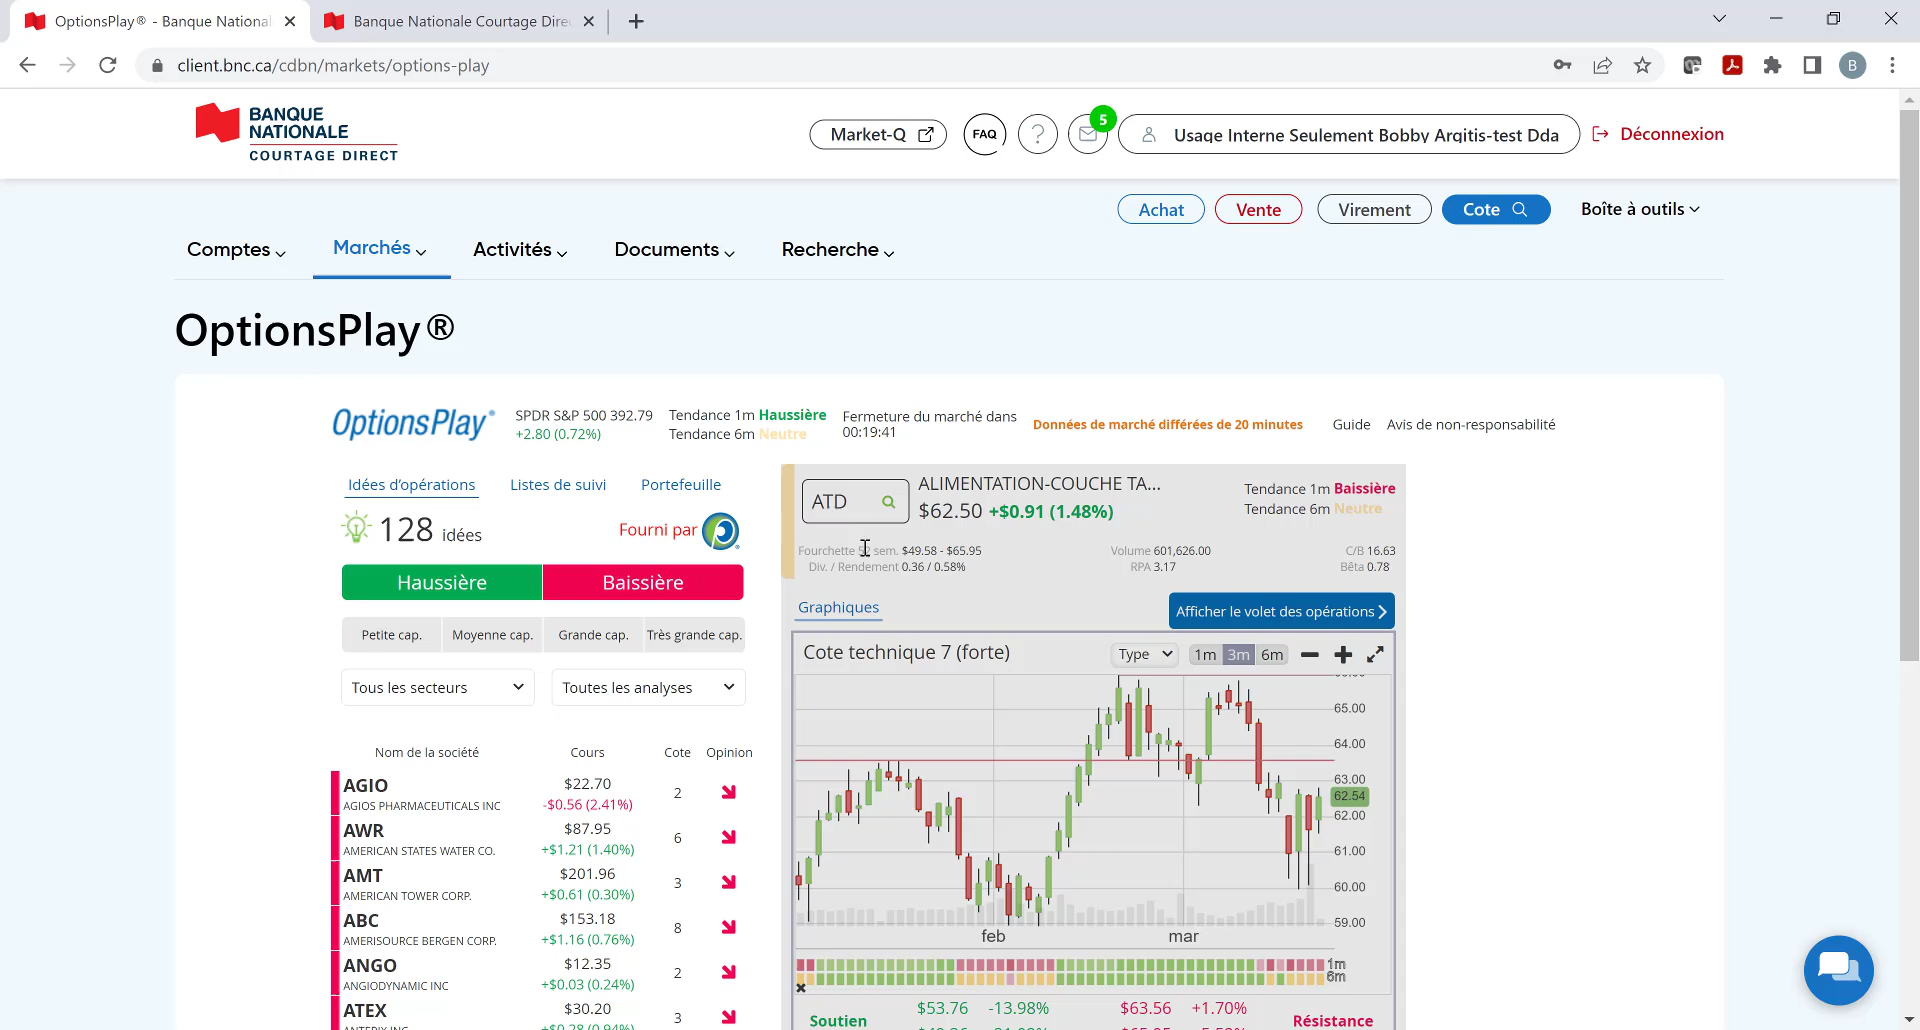 OptionsPlay® - Banque National
Banque Nationale Courtage Dire
client.bnc.ca/cdbn/markets/options-play
B
BANQUE
NATIONALE
COURTAGE DIRECT
Market-Q
FAQ
?
5
Usage Interne Seulement Bobby Argitis-test Dda
Déconnexion
Achat
Vente
Virement
Cote
Boîte à outils
Comptes
Marchés
Activités
Documents
Recherche
OptionsPlay®
OptionsPlay®
SPDR S&P 500 392.79
+2.80 (0.72%)
Tendance 1m Haussière
Tendance 6m Neutre
Fermeture du marché dans
00:19:41
Données de marché différées de 20 minutes
Guide
Avis de non-responsabilité
Idées d'opérations
Listes de suivi
Portefeuille
128 idées
Fourni par
Haussière
Baissière
Petite cap.
Moyenne cap.
Grande cap.
Très grande cap.
Tous les secteurs
Toutes les analyses
Nom de la société
Cours
Cote
Opinion
AGIO
AGIOS PHARMACEUTICALS INC
$22.70
-$0.56 (2.41%)
2
AWR
AMERICAN STATES WATER CO.
$87.95
+$1.21 (1.40%)
6
AMT
AMERICAN TOWER CORP.
$201.96
+$0.61 (0.30%)
3
ABC
AMERISOURCE BERGEN CORP.
$153.18
+$1.16 (0.76%)
8
ANGO
ANGIODYNAMIC INC
$12.35
+$0.03 (0.24%)
2
ATEX
$30.20
3
ATD
ALIMENTATION-COUCHE TA...
$62.50 +$0.91 (1.48%)
Tendance 1m Baissière
Tendance 6m Neutre
Fourchette 52 sem. $49.58 - $65.95
Div. / Rendement 0.36 / 0.58%
Volume 601,626.00
RPA 3.17
C/B 16.63
Bêta 0.78
Graphiques
Afficher le volet des opérations
Cote technique 7 (forte)
Type
1m
3m
6m
65.00
64.00
63.00
62.54
62.00
61.00
60.00
59.00
feb
mar
1m
6m
Soutien
$53.76 -13.98%
$63.56 +1.70%
Résistance